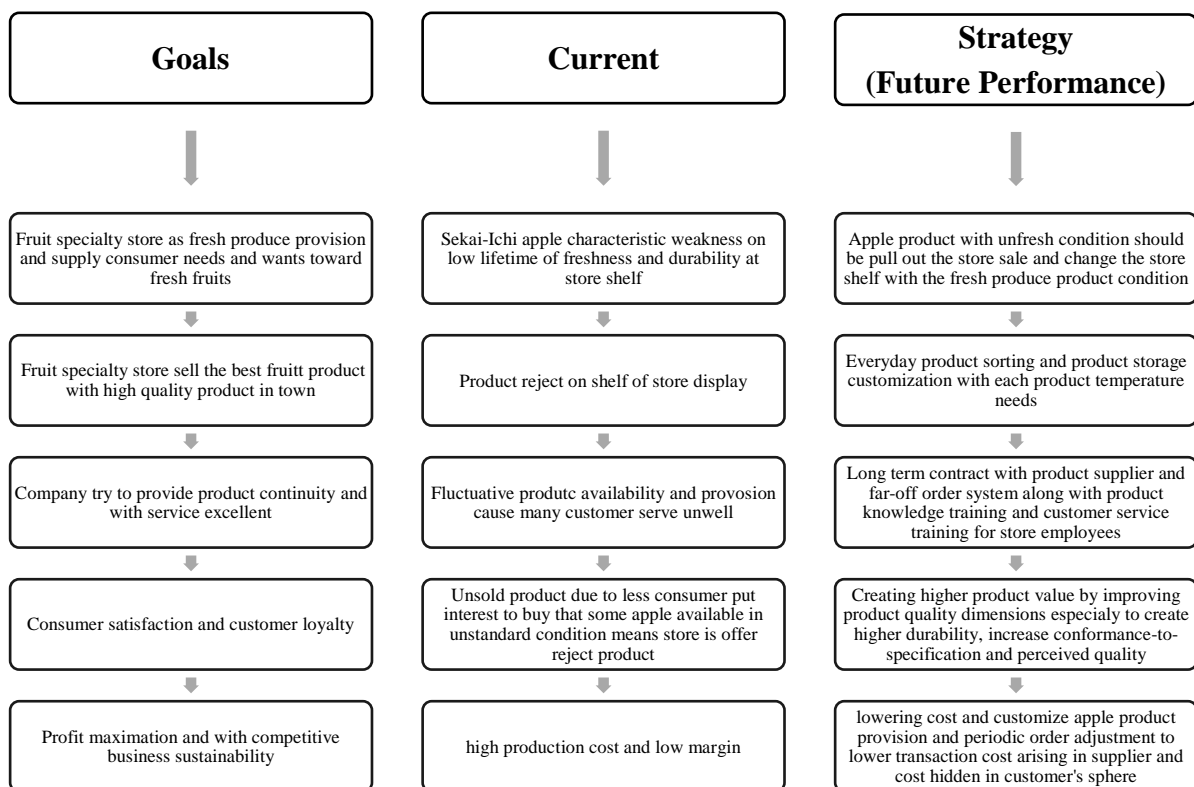 Goals
Fruit specialty store as fresh produce provision
and supply consumer needs and wants toward
fresh fruits
Fruit specialty store sell the best fruitt product
with high quality product in town
Company try to provide product continuity and
with service excellent
Consumer satisfaction and customer loyalty
Profit maximation and with competitive
business sustainability
Current
Sekai-Ichi apple characteristic weakness on
low lifetime of freshness and durability at
store shelf
Product reject on shelf of store display
Fluctuative produtc availability and provosion
cause many customer serve unwell
Unsold product due to less consumer put
interest to buy that some apple available in
unstandard condition means store is offer
reject product
high production cost and low margin
Strategy
(Future Performance)
Apple product with unfresh condition should
be pull out the store sale and change the store
shelf with the fresh produce product condition
Everyday product sorting and product storage
customization with each product temperature
needs
Long term contract with product supplier and
far-off order system along with product
knowledge training and customer service
training for store employees
Creating higher product value by improving
product quality dimensions especialy to create
higher durability, increase conformance-to-
specification and perceived quality
lowering cost and customize apple product
provision and periodic order adjustment to
lower transaction cost arising in supplier and
cost hidden in customer's sphere